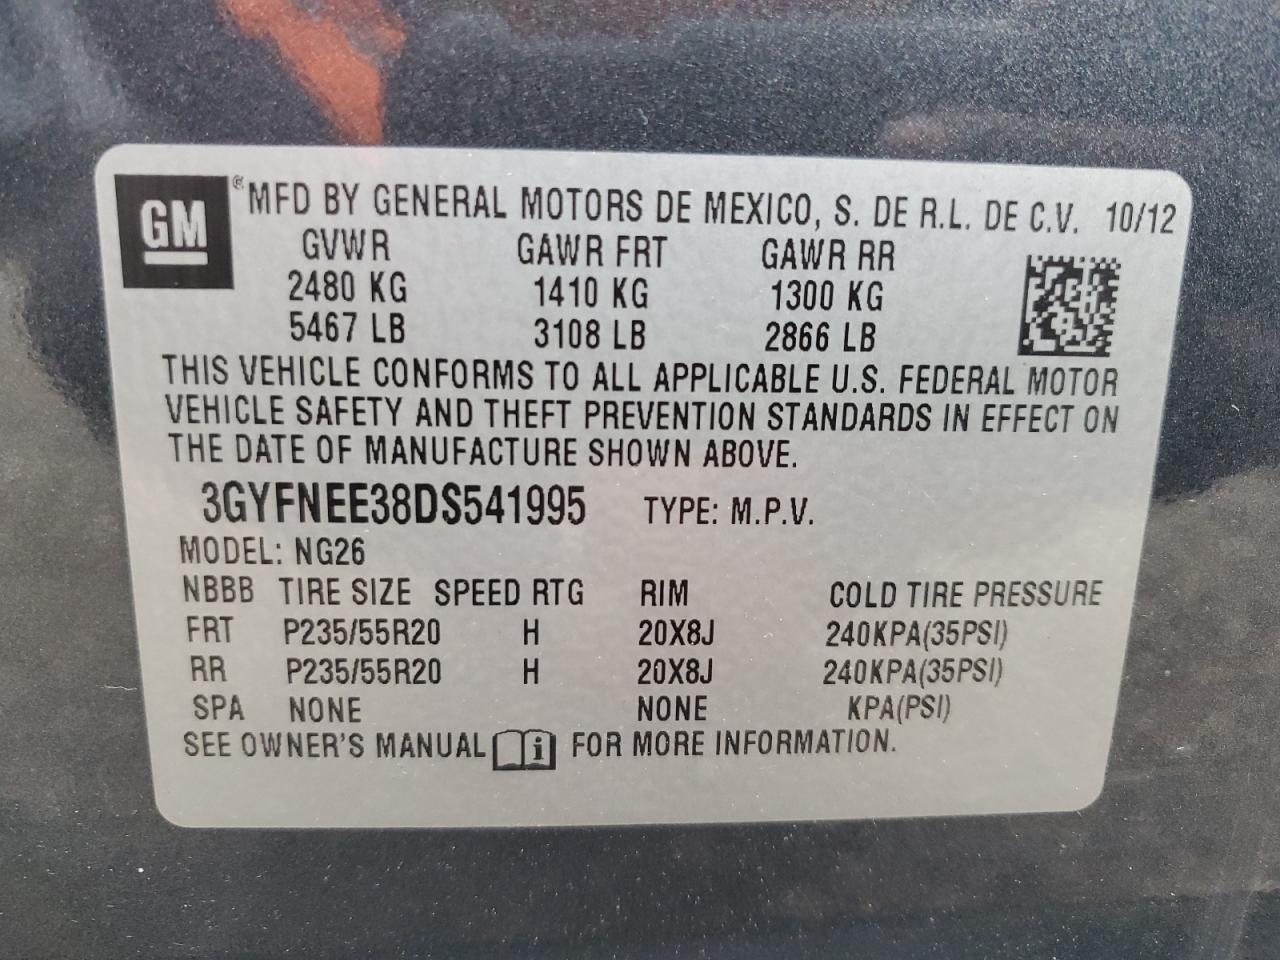 GM ® MFD BY GENERAL MOTORS DE MEXICO, S. DE R.L. DE C.V. 10/12
GVWR GAWR FRT GAWR RR
2480 KG 1410 KG 1300 KG
5467 LB 3108 LB 2866 LB
THIS VEHICLE CONFORMS TO ALL APPLICABLE U.S. FEDERAL MOTOR
VEHICLE SAFETY AND THEFT PREVENTION STANDARDS IN EFFECT ON
THE DATE OF MANUFACTURE SHOWN ABOVE.
3GYFNEE38DS541995 TYPE: M.P.V.
MODEL: NG26
NBBB TIRE SIZE SPEED RTG RIM COLD TIRE PRESSURE
FRT P235/55R20 H 20X8J 240KPA(35PSI)
RR P235/55R20 H 20X8J 240KPA(35PSI)
SPA NONE NONE KPA(PSI)
SEE OWNER'S MANUAL i FOR MORE INFORMATION.